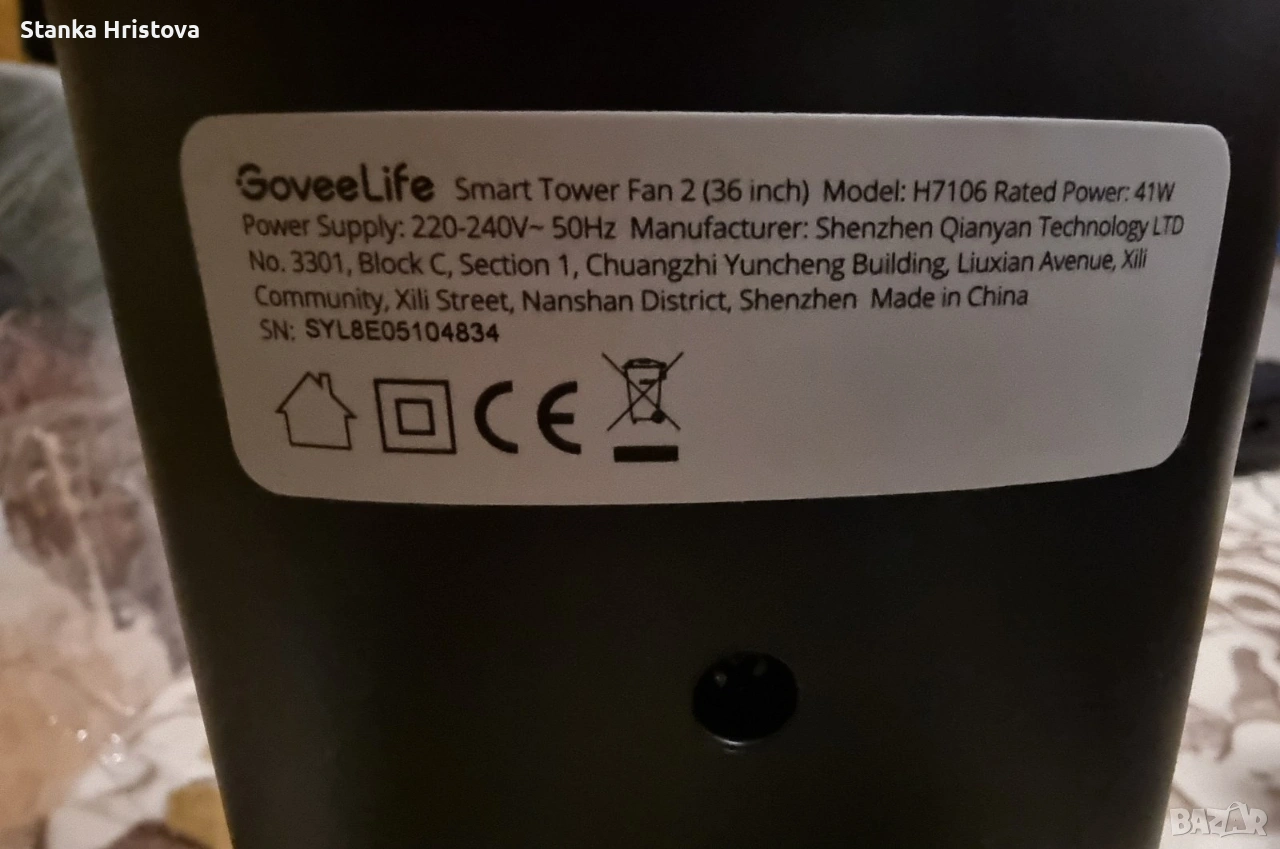 Stanka Hristova
GoveeLife Smart Tower Fan 2 (36 inch) Model: H7106 Rated Power: 41W
Power Supply: 220-240V~ 50Hz Manufacturer: Shenzhen Qianyan Technology LTD
No. 3301, Block C, Section 1, Chuangzhi Yuncheng Building, Liuxian Avenue, Xili
Community, Xili Street, Nanshan District, Shenzhen Made in China
SN: SYL8E05104834
CE
BAZAR